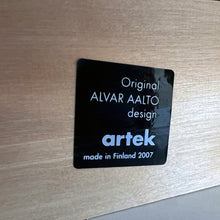 Original
ALVAR AALTO
design
artek
made in Finland 2007